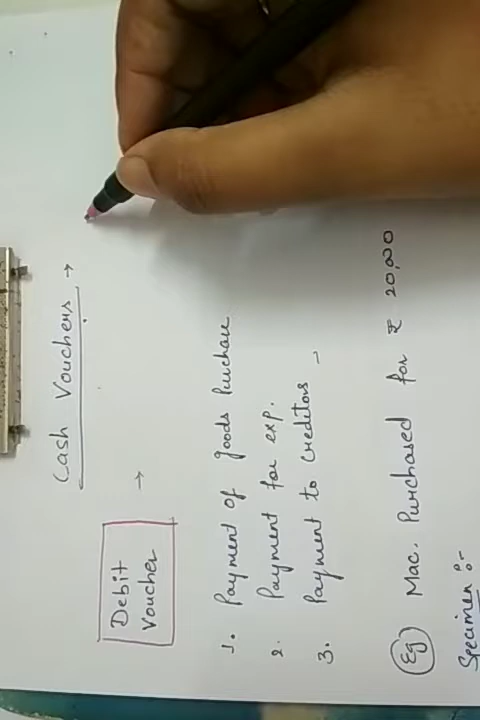 Cash Vouchers →
Debit Voucher →
1. Payment of goods Purchase
2. Payment for exp.
3. Payment to Creditors →
Eg Mac. Purchased for ₹ 20,000
Specimen :-